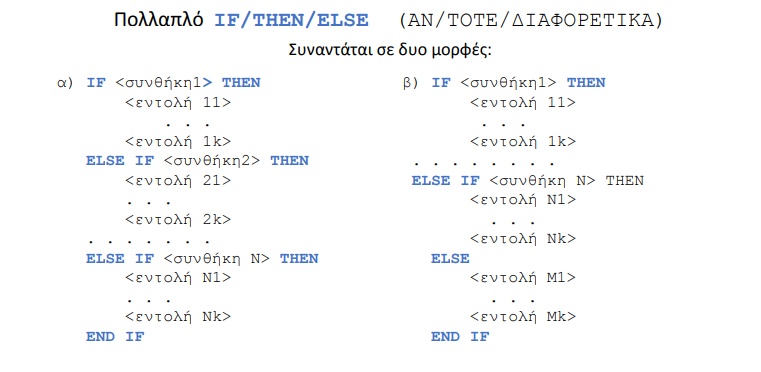 Πολλαπλό IF/THEN/ELSE (ΑΝ/ΤΟΤΕ/ΔΙΑΦΟΡΕΤΙΚΑ)
Συναντάται σε δυο μορφές:
α) IF <συνθήκη1> THEN
<εντολή 11>
. . .
<εντολή 1k>
ELSE IF <συνθήκη2> THEN
<εντολή 21>
. . .
<εντολή 2k>
. . . . . . .
ELSE IF <συνθήκη N> THEN
<εντολή N1>
. . .
<εντολή Nk>
END IF
β) IF <συνθήκη1> THEN
<εντολή 11>
. . .
<εντολή 1k>
. . . . . . . .
ELSE IF <συνθήκη N> THEN
<εντολή N1>
. . .
<εντολή Nk>
ELSE
<εντολή M1>
. . .
<εντολή Mk>
END IF